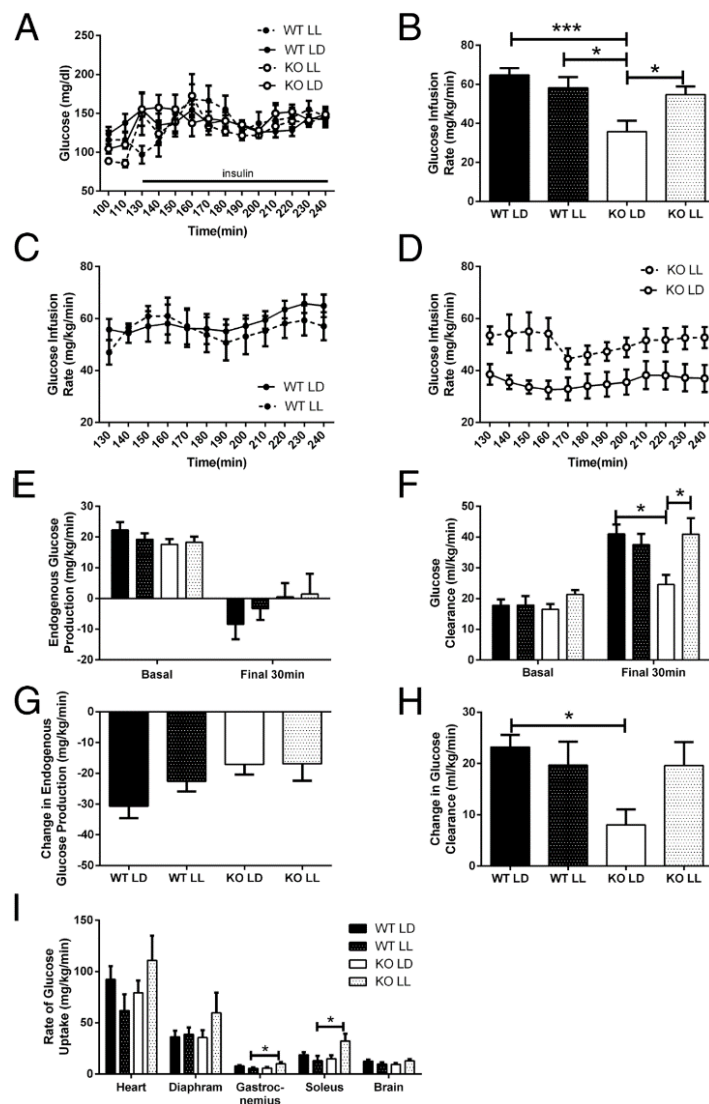 A
WT LL
WT LD
KO LL
KO LD
Glucose (mg/dl)
250
200
150
100
50
insulin
100 110 130 140 150 160 170 180 190 200 210 220 230 240
Time(min)
B
Glucose Infusion
Rate (mg/kg/min)
80
60
40
20
0
***
*
*
WT LD WT LL KO LD KO LL
C
Glucose Infusion
Rate (mg/kg/min)
80
60
40
20
WT LD
WT LL
130 140 150 160 170 180 190 200 210 220 230 240
Time(min)
D
Glucose Infusion
Rate (mg/kg/min)
80
60
40
20
KO LL
KO LD
130 140 150 160 170 180 190 200 210 220 230 240
Time(min)
E
Endogenous Glucose
Production (mg/kg/min)
30
20
10
0
-10
-20
Basal Final 30min
F
Glucose
Clearance (ml/kg/min)
50
40
30
20
10
0
*
*
Basal Final 30min
G
Change in Endogenous
Glucose Production (mg/kg/min)
0
-10
-20
-30
-40
-50
WT LD WT LL KO LD KO LL
H
Change in Glucose
Clearance (ml/kg/min)
30
20
10
0
*
WT LD WT LL KO LD KO LL
I
Rate of Glucose
Uptake (mg/kg/min)
150
100
50
0
WT LD
WT LL
KO LD
KO LL
*
*
Heart Diaphram Gastroc- Soleus Brain
nemius